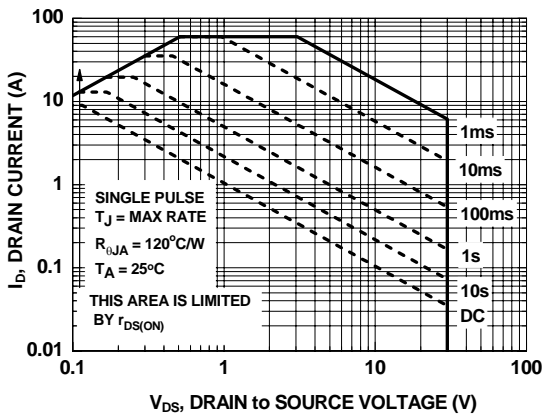 100
10
1
0.1
0.01
I_D, DRAIN CURRENT (A)
1ms
10ms
100ms
1s
10s
DC
SINGLE PULSE
T_J = MAX RATE
R_θJA = 120°C/W
T_A = 25°C
THIS AREA IS LIMITED
BY r_DS(ON)
0.1
1
10
100
V_DS, DRAIN to SOURCE VOLTAGE (V)